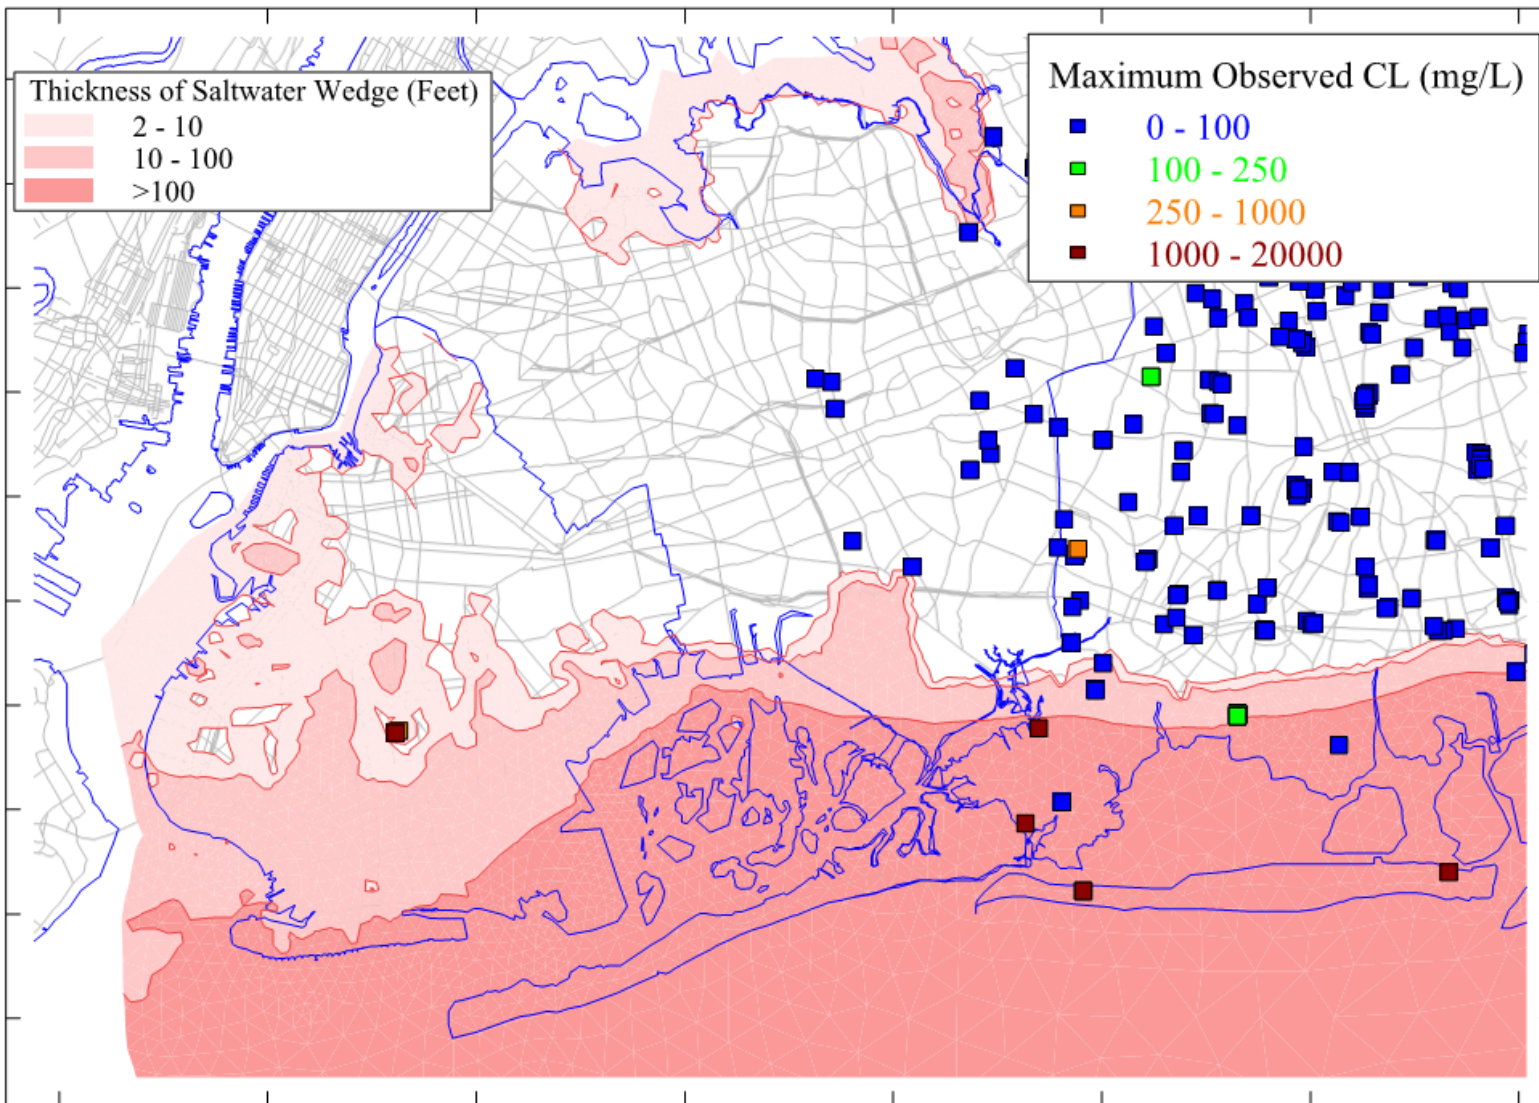 Thickness of Saltwater Wedge (Feet)
2 - 10
10 - 100
>100
Maximum Observed CL (mg/L)
0 - 100
100 - 250
250 - 1000
1000 - 20000